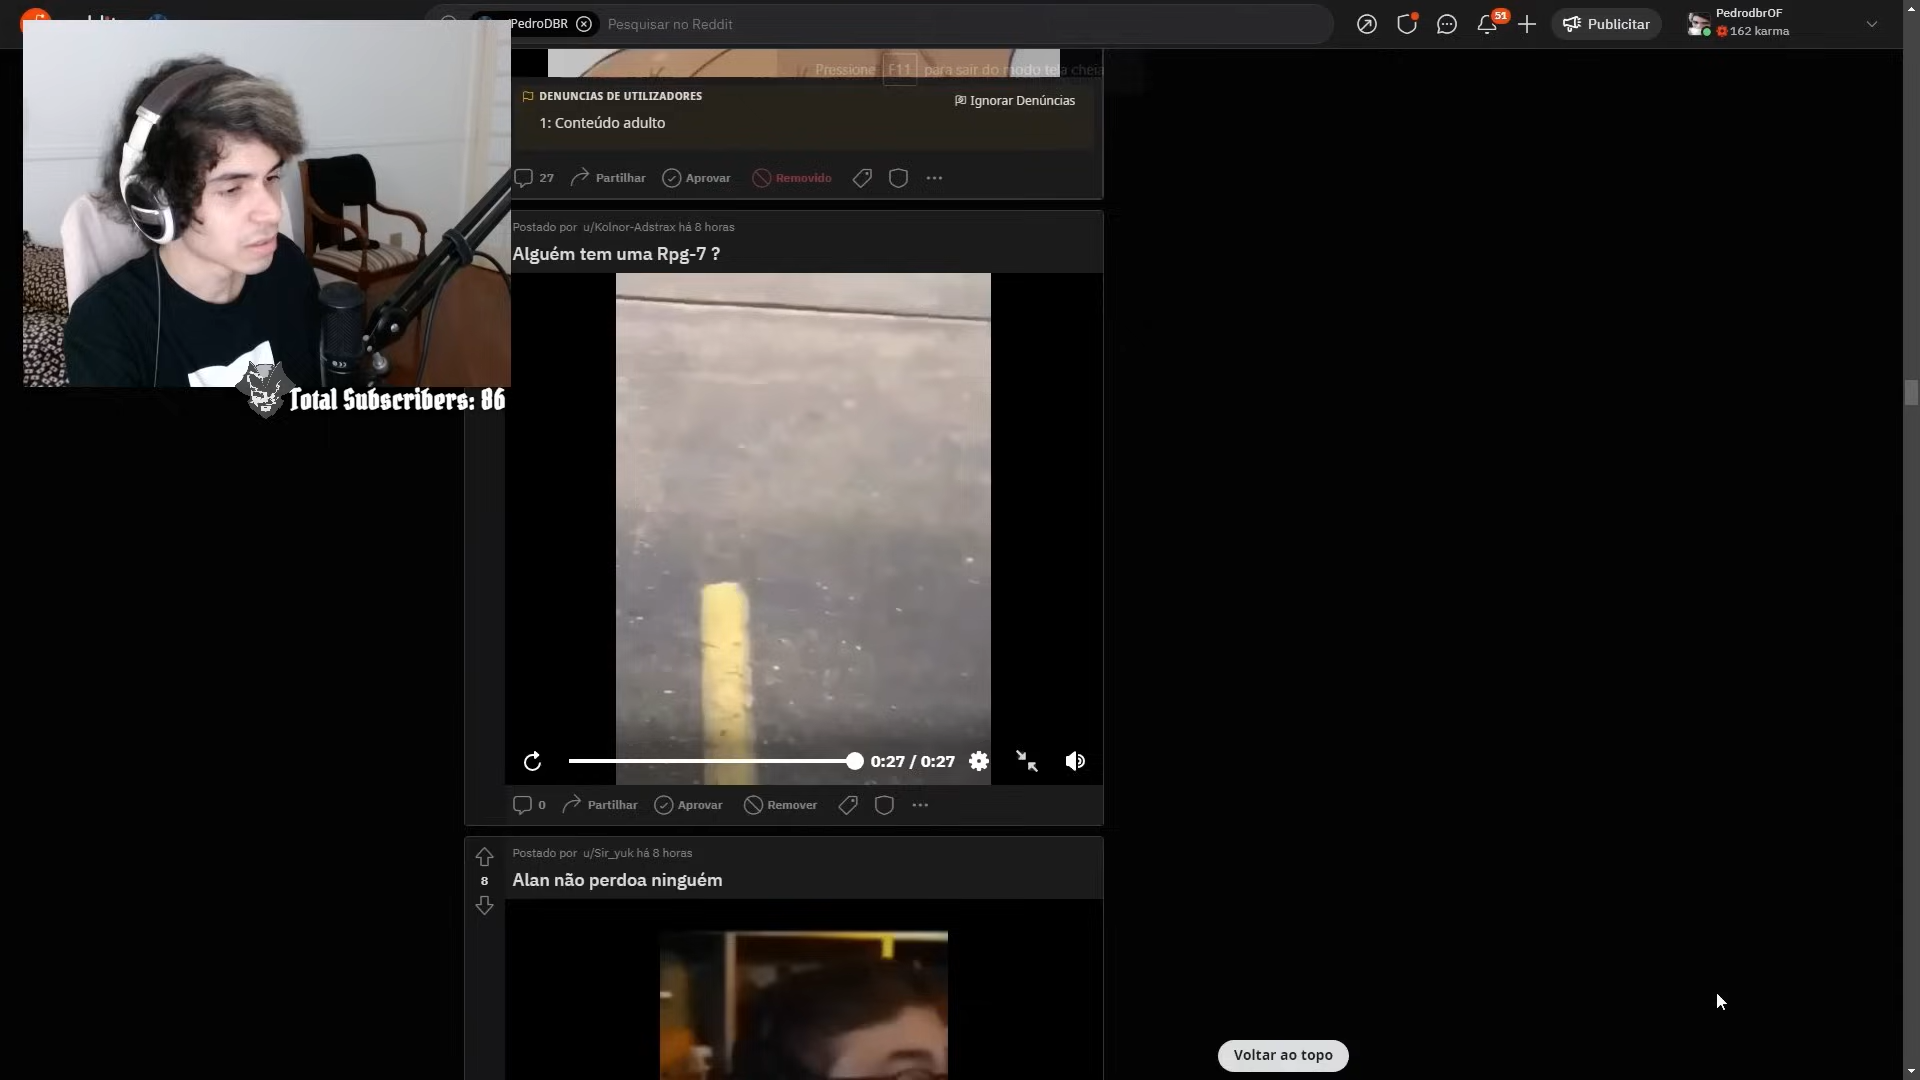 PedroDBR
Pesquisar no Reddit
51
Publicitar
PedrodbrOF
162 karma
Pressione F11 para sair do modo tela cheia
DENUNCIAS DE UTILIZADORES
Ignorar Denúncias
1: Conteúdo adulto
27 Partilhar Aprovar Removido
Postado por u/Kolnor-Adstrax há 8 horas
Alguém tem uma Rpg-7 ?
Total Subscribers: 86
0:27 / 0:27
0 Partilhar Aprovar Remover
Postado por u/Sir_yuk há 8 horas
8
Alan não perdoa ninguém
Voltar ao topo